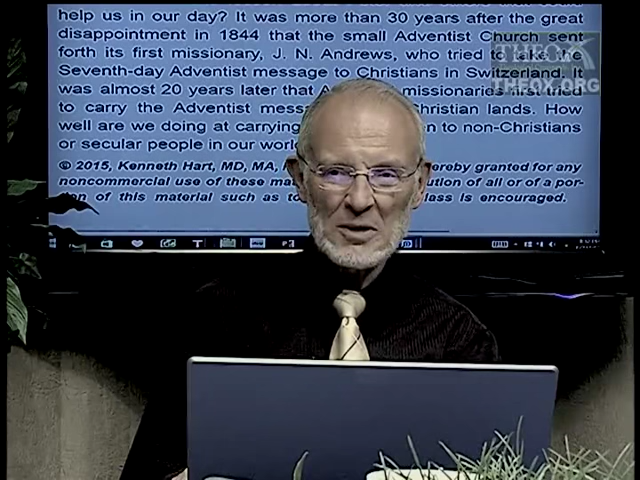 help us in our day? It was more than 30 years after the great
disappointment in 1844 that the small Adventist Church sent
forth its first missionary, J. N. Andrews, who tried to take the
Seventh-day Adventist message to Christians in Switzerland. It
was almost 20 years later that missionaries first tried
to carry the Adventist Christian lands. How
well are we doing at carrying to non-Christians
or secular people in our
© 2015, Kenneth Hart, MD, MA, hereby granted for any
noncommercial use of these of all or of a por-
of this material such as is encouraged.
THEOX
THEOX.ORG